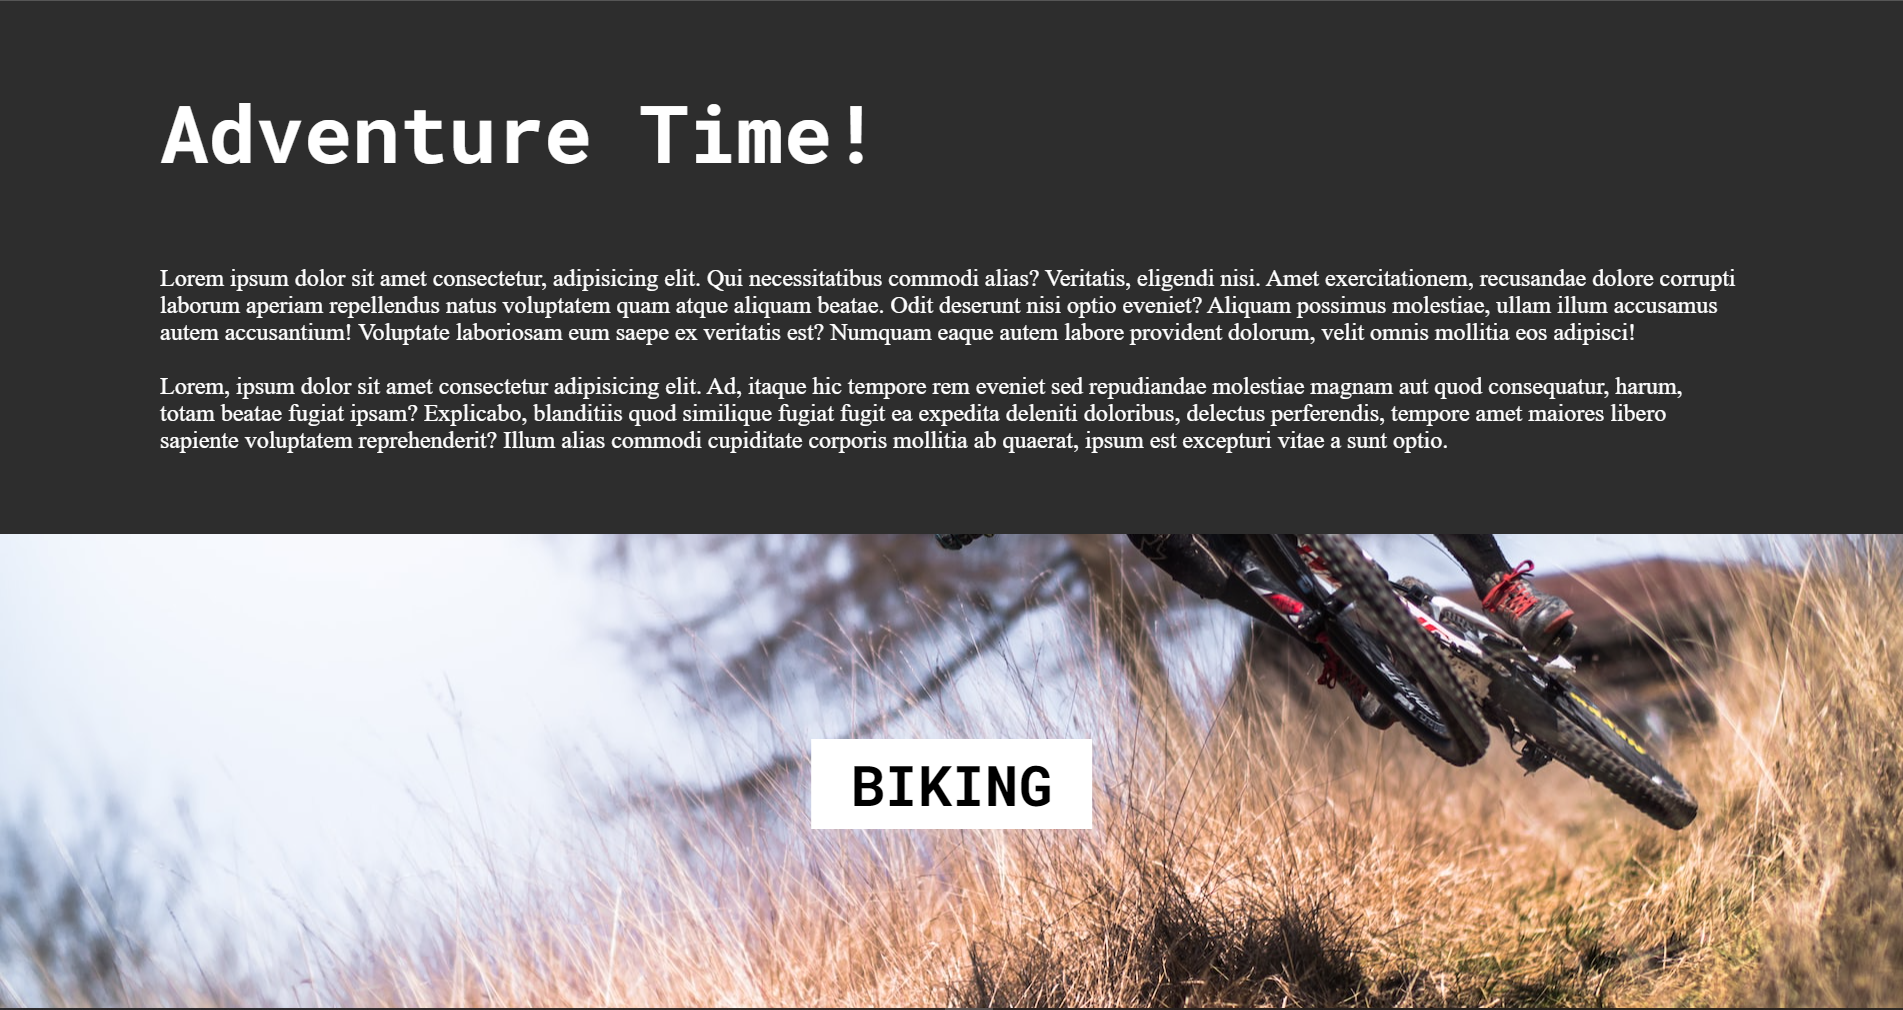 Adventure Time!
Lorem ipsum dolor sit amet consectetur, adipisicing elit. Qui necessitatibus commodi alias? Veritatis, eligendi nisi. Amet exercitationem, recusandae dolore corrupti
laborum aperiam repellendus natus voluptatem quam atque aliquam beatae. Odit deserunt nisi optio eveniet? Aliquam possimus molestiae, ullam illum accusamus
autem accusantium! Voluptate laboriosam eum saepe ex veritatis est? Numquam eaque autem labore provident dolorum, velit omnis mollitia eos adipisci!
Lorem, ipsum dolor sit amet consectetur adipisicing elit. Ad, itaque hic tempore rem eveniet sed repudiandae molestiae magnam aut quod consequatur, harum,
totam beatae fugiat ipsam? Explicabo, blanditiis quod similique fugiat fugit ea expedita deleniti doloribus, delectus perferendis, tempore amet maiores libero
sapiente voluptatem reprehenderit? Illum alias commodi cupiditate corporis mollitia ab quaerat, ipsum est excepturi vitae a sunt optio.
BIKING